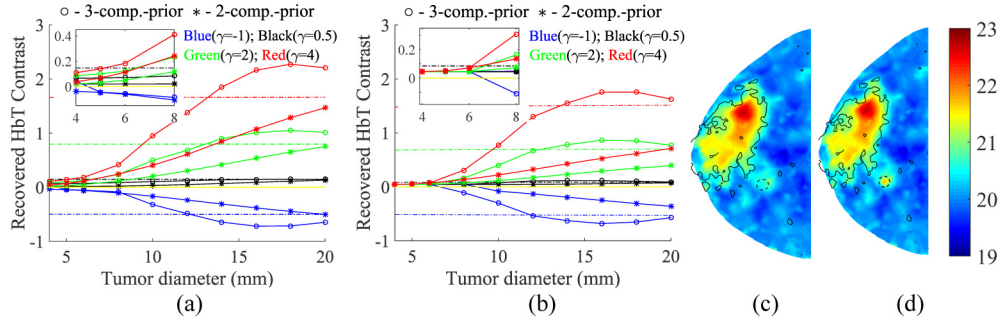 ○ - 3-comp.-prior * - 2-comp.-prior
Blue(γ=-1); Black(γ=0.5)
Green(γ=2); Red(γ=4)
Recovered HbT Contrast
3
2
1
0
-1
0.4
0.2
0
4 6 8
5 10 15 20
Tumor diameter (mm)
(a)
○ - 3-comp.-prior * - 2-comp.-prior
Blue(γ=-1); Black(γ=0.5)
Green(γ=2); Red(γ=4)
Recovered HbT Contrast
3
2
1
0
-1
0.2
0
4 6 8
5 10 15 20
Tumor diameter (mm)
(b)
(c)
(d)
23
22
21
20
19